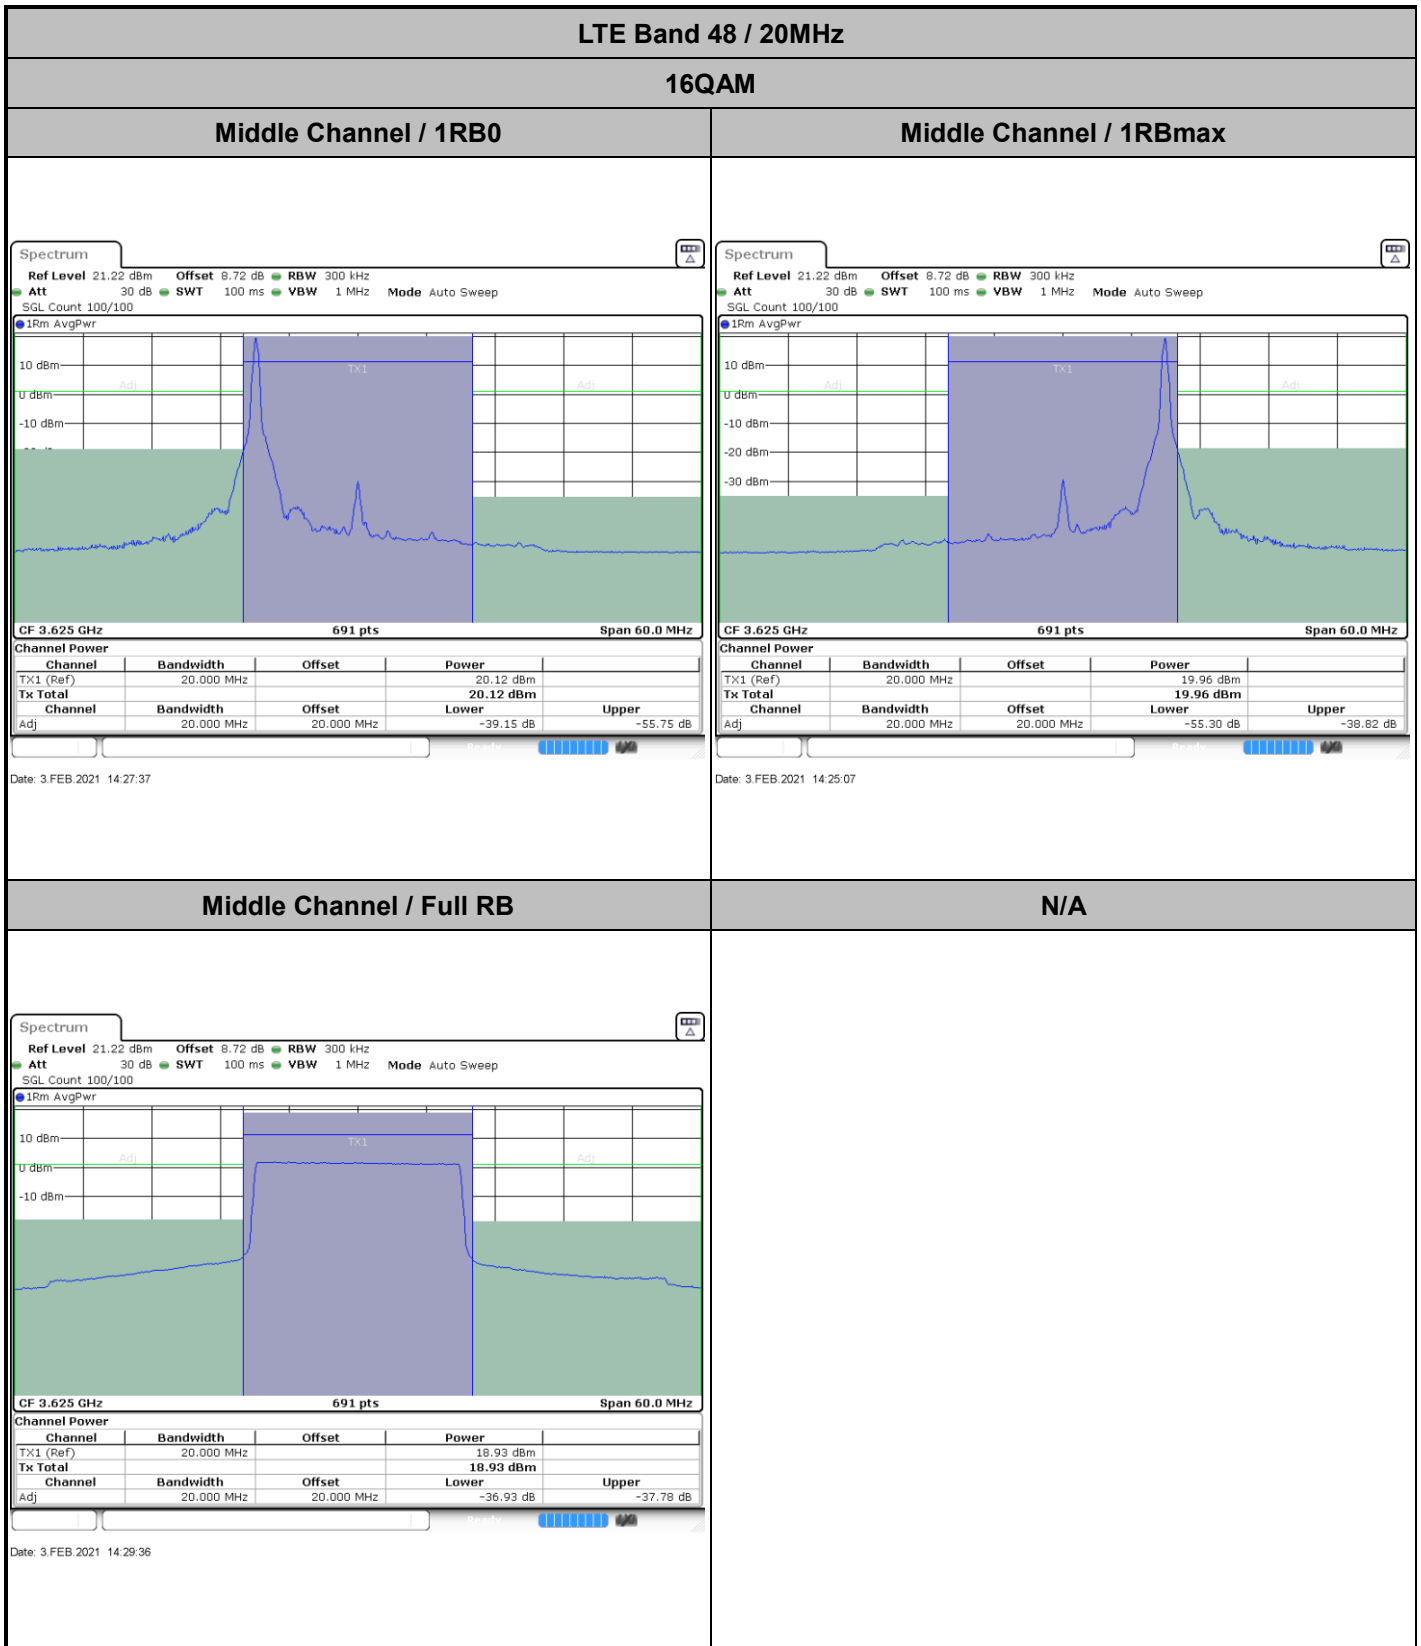 LTE Band 48 / 20MHz
16QAM
Middle Channel / 1RB0
Middle Channel / 1RBmax
Spectrum
Ref Level 21.22 dBm Offset 8.72 dB RBW 300 kHz
Att 30 dB SWT 100 ms VBW 1 MHz Mode Auto Sweep
SGL Count 100/100
1Rm AvgPwr
10 dBm
TX1
Adj
Adj
0 dBm
-10 dBm
CF 3.625 GHz 691 pts Span 60.0 MHz
Channel Power
Channel Bandwidth Offset Power
TX1 (Ref) 20.000 MHz 20.12 dBm
Tx Total 20.12 dBm
Channel Bandwidth Offset Lower Upper
Adj 20.000 MHz 20.000 MHz -39.15 dB -55.75 dB
Ready
Date: 3.FEB.2021 14:27:37
Spectrum
Ref Level 21.22 dBm Offset 8.72 dB RBW 300 kHz
Att 30 dB SWT 100 ms VBW 1 MHz Mode Auto Sweep
SGL Count 100/100
1Rm AvgPwr
10 dBm
TX1
Adj
Adj
0 dBm
-10 dBm
-20 dBm
-30 dBm
CF 3.625 GHz 691 pts Span 60.0 MHz
Channel Power
Channel Bandwidth Offset Power
TX1 (Ref) 20.000 MHz 19.96 dBm
Tx Total 19.96 dBm
Channel Bandwidth Offset Lower Upper
Adj 20.000 MHz 20.000 MHz -55.30 dB -38.82 dB
Ready
Date: 3.FEB.2021 14:25:07
Middle Channel / Full RB
N/A
Spectrum
Ref Level 21.22 dBm Offset 8.72 dB RBW 300 kHz
Att 30 dB SWT 100 ms VBW 1 MHz Mode Auto Sweep
SGL Count 100/100
1Rm AvgPwr
10 dBm
TX1
Adj
Adj
0 dBm
-10 dBm
CF 3.625 GHz 691 pts Span 60.0 MHz
Channel Power
Channel Bandwidth Offset Power
TX1 (Ref) 20.000 MHz 18.93 dBm
Tx Total 18.93 dBm
Channel Bandwidth Offset Lower Upper
Adj 20.000 MHz 20.000 MHz -36.93 dB -37.78 dB
Ready
Date: 3.FEB.2021 14:29:36